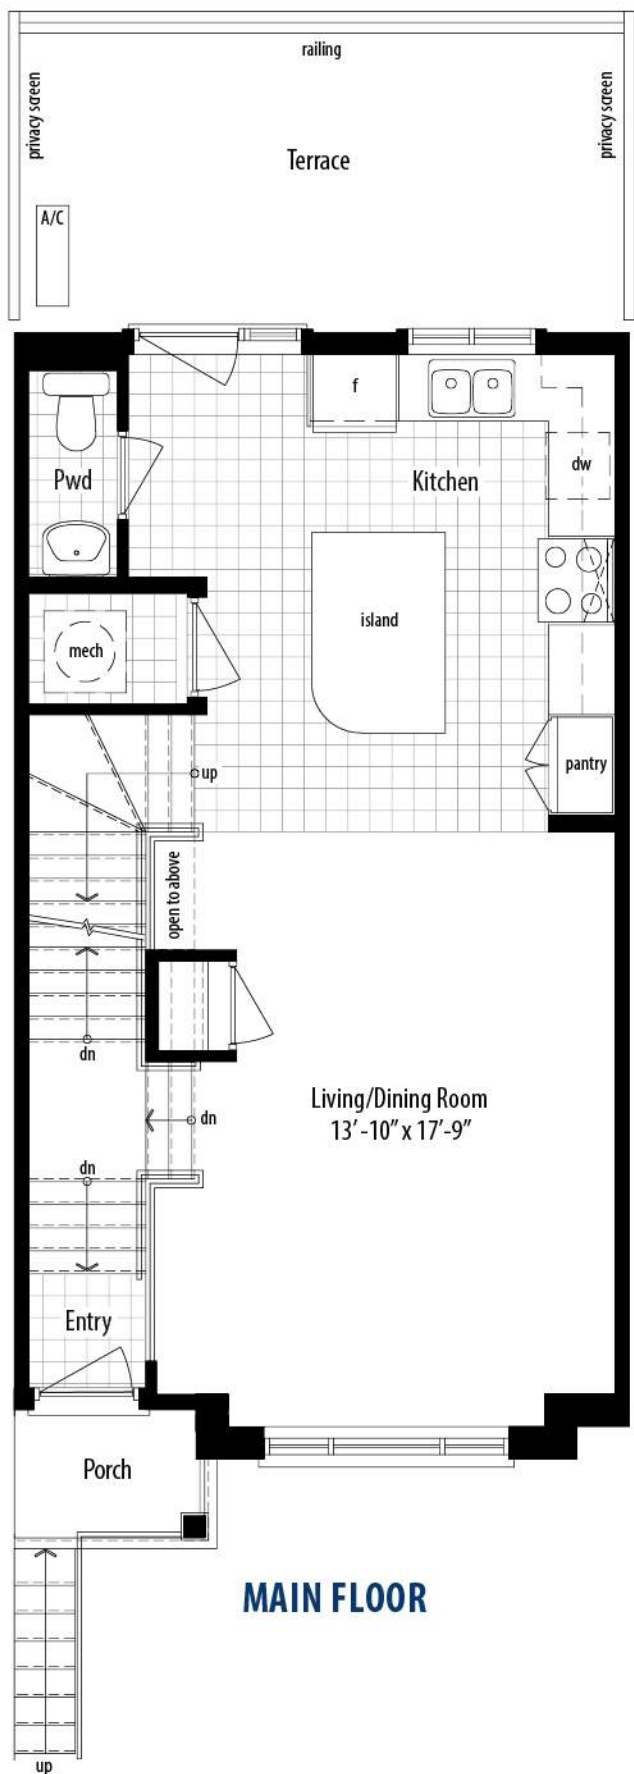 railing
privacy screen
privacy screen
Terrace
A/C
f
Pwd
Kitchen
dw
island
mech
up
pantry
open to above
dn
Living/Dining Room
13'-10" x 17'-9"
dn
dn
Entry
Porch
MAIN FLOOR
up